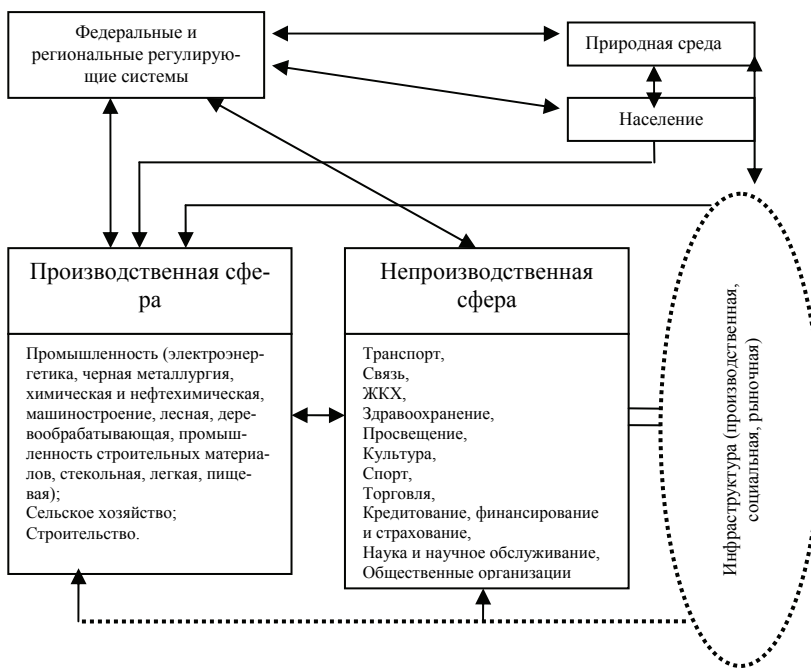 Федеральные и
региональные регулирую-
щие системы
Природная среда
Население
Производственная сфе-
ра
Промышленность (электроэнер-
гетика, черная металлургия,
химическая и нефтехимическая,
машиностроение, лесная, дере-
вообрабатывающая, промыш-
ленность строительных материа-
лов, стекольная, легкая, пище-
вая);
Сельское хозяйство;
Строительство.
Непроизводственная
сфера
Транспорт,
Связь,
ЖКХ,
Здравоохранение,
Просвещение,
Культура,
Спорт,
Торговля,
Кредитование, финансирование
и страхование,
Наука и научное обслуживание,
Общественные организации
Инфраструктура (производственная,
социальная, рыночная)